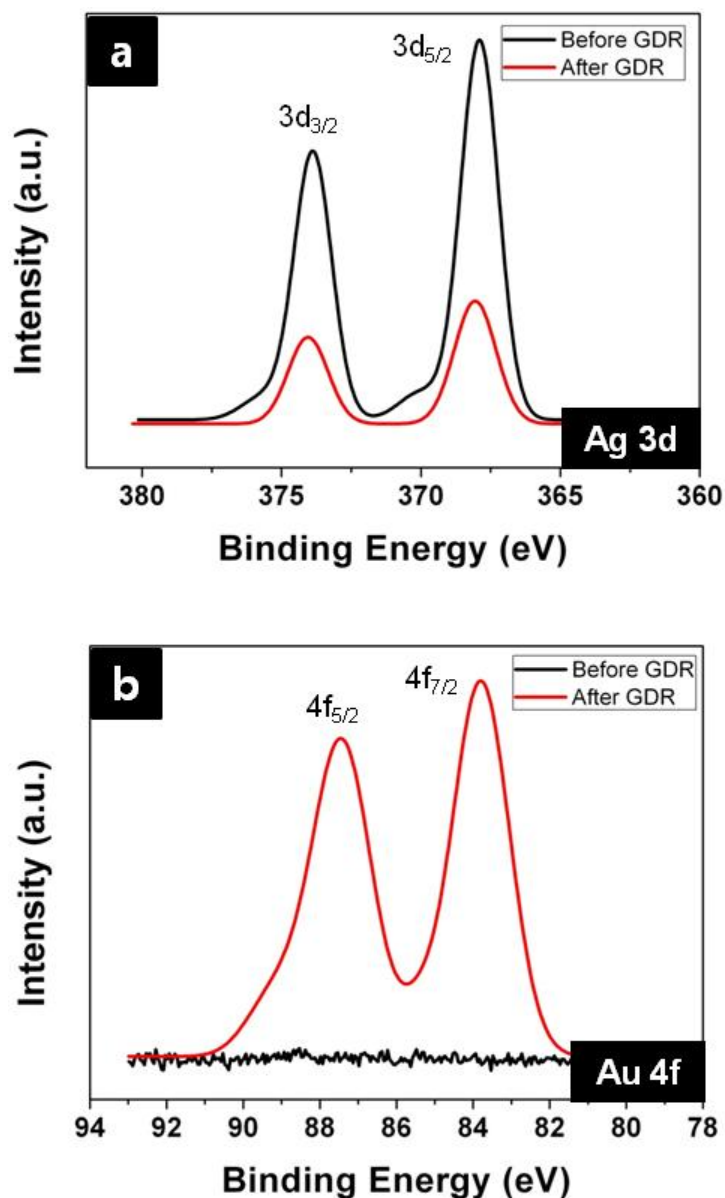 a
Before GDR
After GDR
3d5/2
3d3/2
Intensity (a.u.)
Ag 3d
380 375 370 365 360
Binding Energy (eV)
b
Before GDR
After GDR
4f7/2
4f5/2
Intensity (a.u.)
Au 4f
94 92 90 88 86 84 82 80 78
Binding Energy (eV)